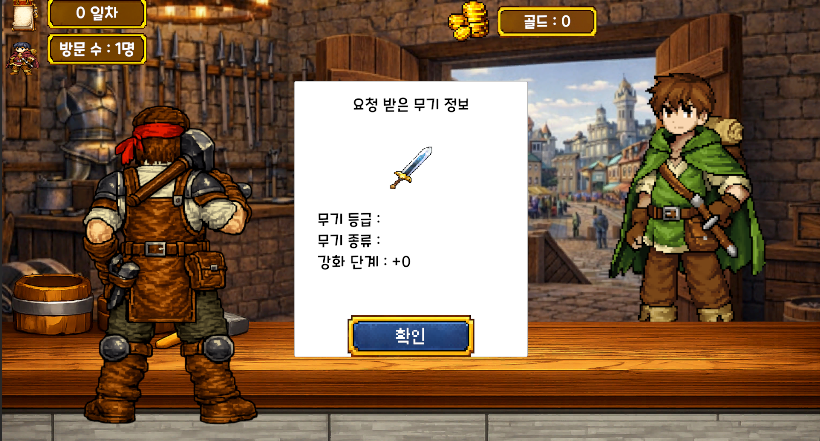 0 일차
골드 : 0
방문 수 : 1명
요청 받은 무기 정보
무기 등급 :
무기 종류 :
강화 단계 : +0
확인